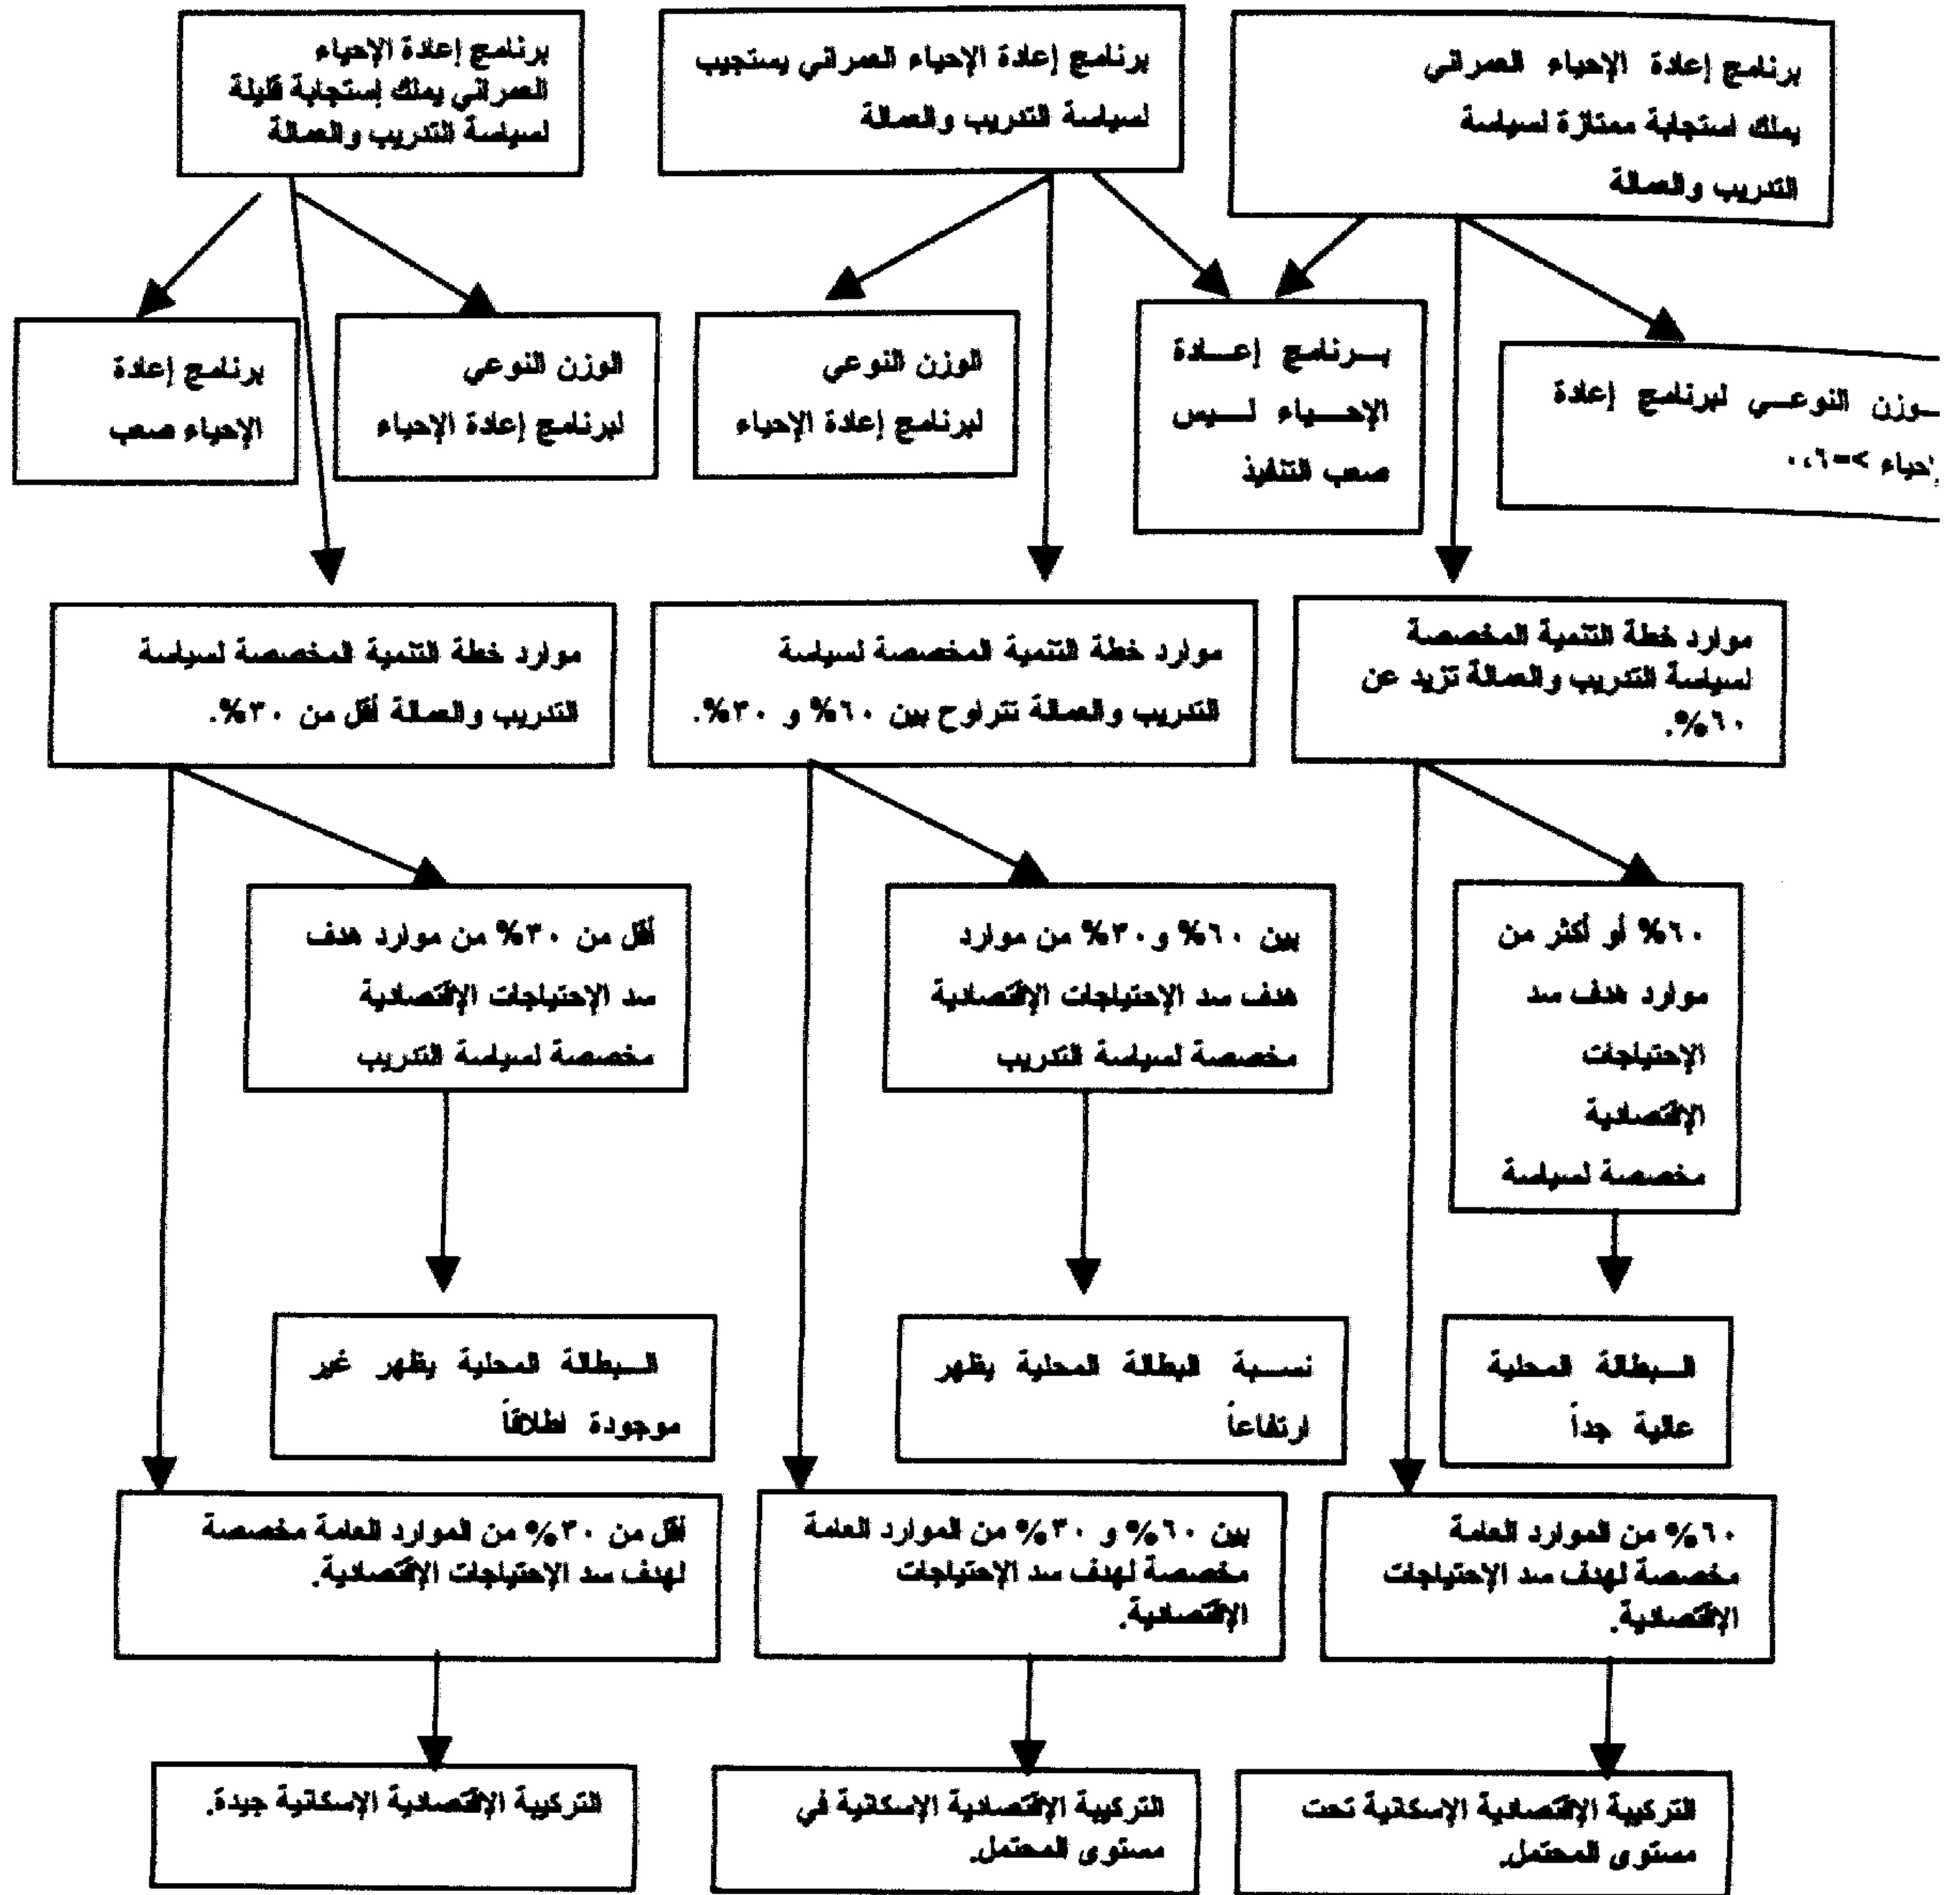 برنامج إعادة الإحياء العمراني
يملك استجابة ممتازة لسياسة
التدريب والعمالة
برنامج إعادة الإحياء العمراني يستجيب
لسياسة التدريب والعمالة
برنامج إعادة الإحياء
العمراني يملك إستجابة قليلة
لسياسة التدريب والعمالة
النوعي لبرنامج إعادة
>=٠،٦
برنامج إعادة
الإحياء ليس
صعب التنفيذ
الوزن النوعي
لبرنامج إعادة الإحياء
الوزن النوعي
لبرنامج إعادة الإحياء
برنامج إعادة
الإحياء صعب
موارد خطة التنمية المخصصة
لسياسة التدريب والعمالة تزيد عن
٦٠%.
موارد خطة التنمية المخصصة لسياسة
التدريب والعمالة تتراوح بين ٦٠% و ٣٠%.
موارد خطة التنمية المخصصة لسياسة
التدريب والعمالة أقل من ٣٠%.
٦٠% أو أكثر من
موارد هدف سد
الإحتياجات
الإقتصادية
مخصصة لسياسة
بين ٦٠% و٣٠% من موارد
هدف سد الإحتياجات الإقتصادية
مخصصة لسياسة التدريب
أقل من ٣٠% من موارد هدف
سد الإحتياجات الإقتصادية
مخصصة لسياسة التدريب
البطالة المحلية
عالية جداً
نسبة البطالة المحلية يظهر
ارتفاعاً
البطالة المحلية يظهر غير
موجودة اطلاقاً
٦٠% من الموارد العامة
مخصصة لهدف سد الإحتياجات
الإقتصادية.
بين ٦٠% و ٣٠% من الموارد العامة
مخصصة لهدف سد الإحتياجات
الإقتصادية.
أقل من ٣٠% من الموارد العامة مخصصة
لهدف سد الإحتياجات الإقتصادية.
التركيبة الإقتصادية الإسكانية تحت
مستوى المحتمل.
التركيبة الإقتصادية الإسكانية في
مستوى المحتمل.
التركيبة الإقتصادية الإسكانية جيدة.